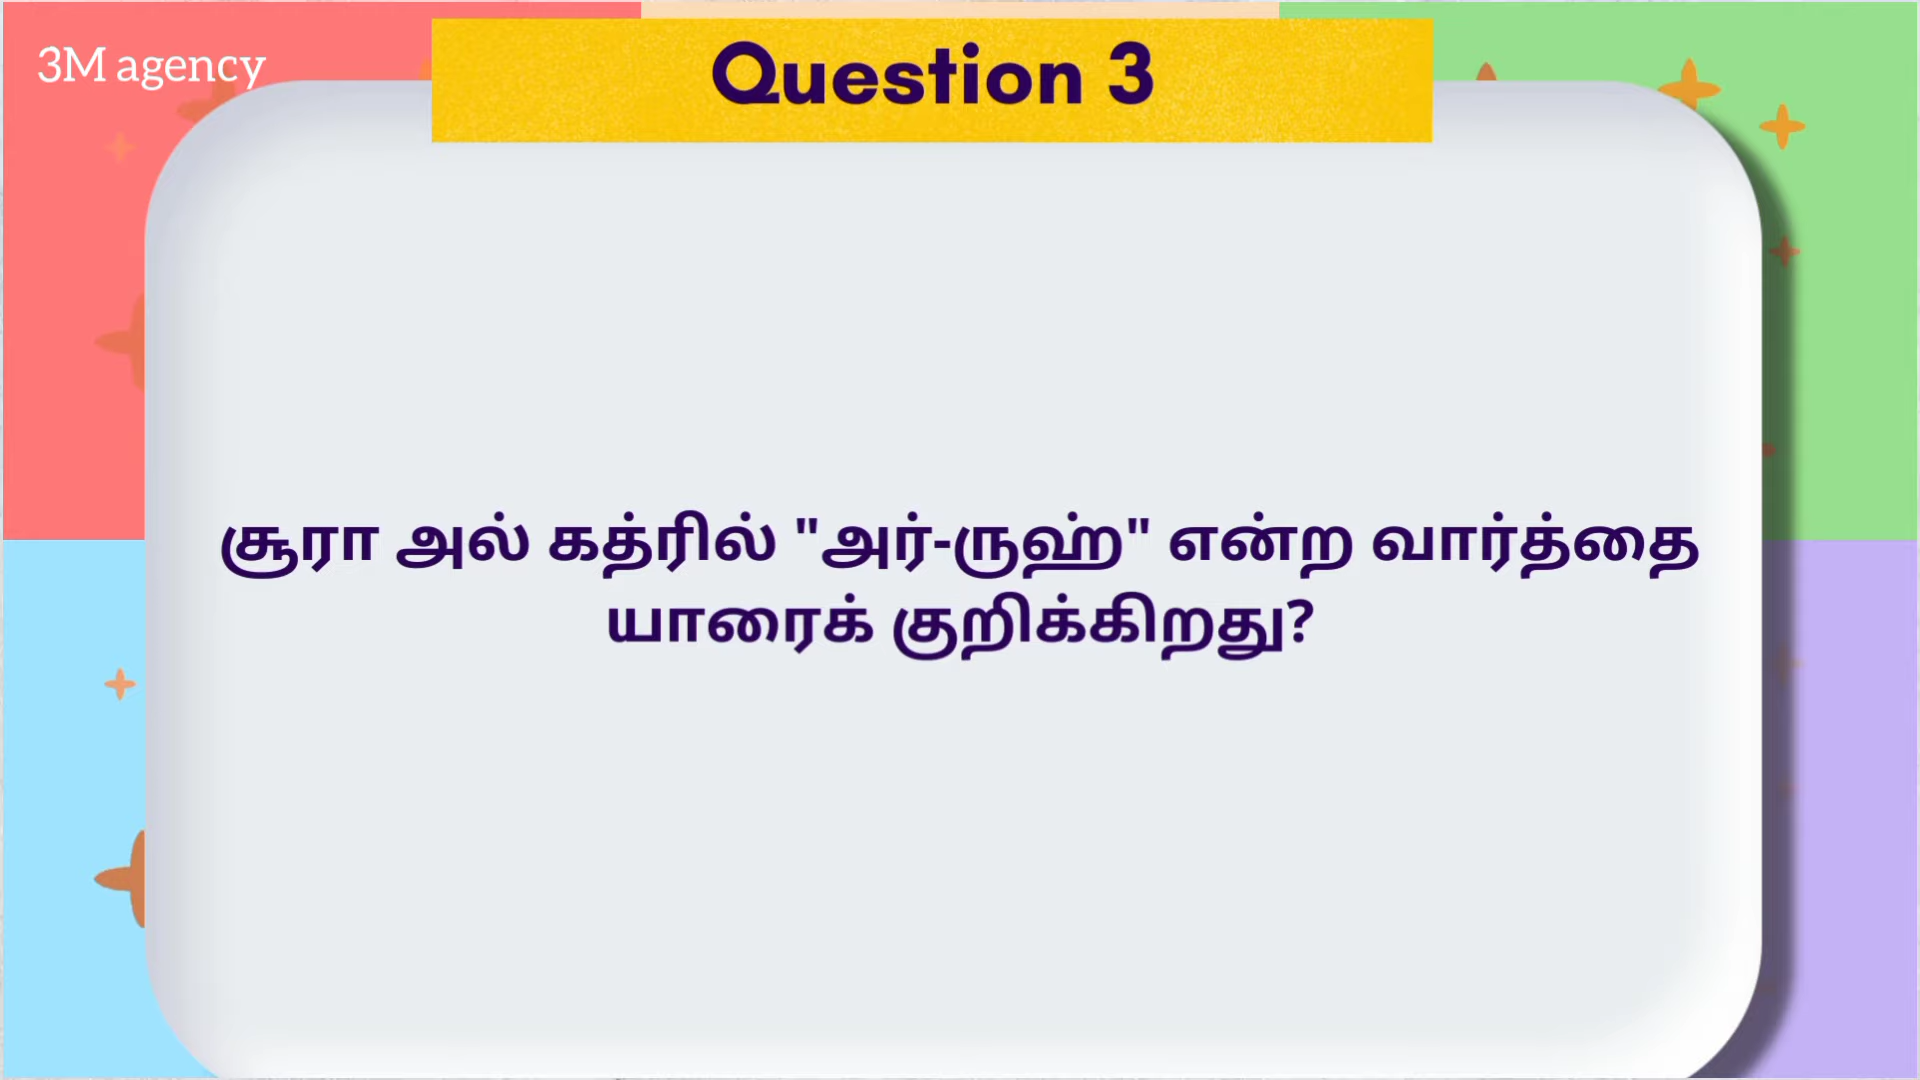 3M agency
Question 3
சூரா அல் கத்ரில் "அர்-ருஹ்" என்ற வார்த்தை
யாரைக் குறிக்கிறது?